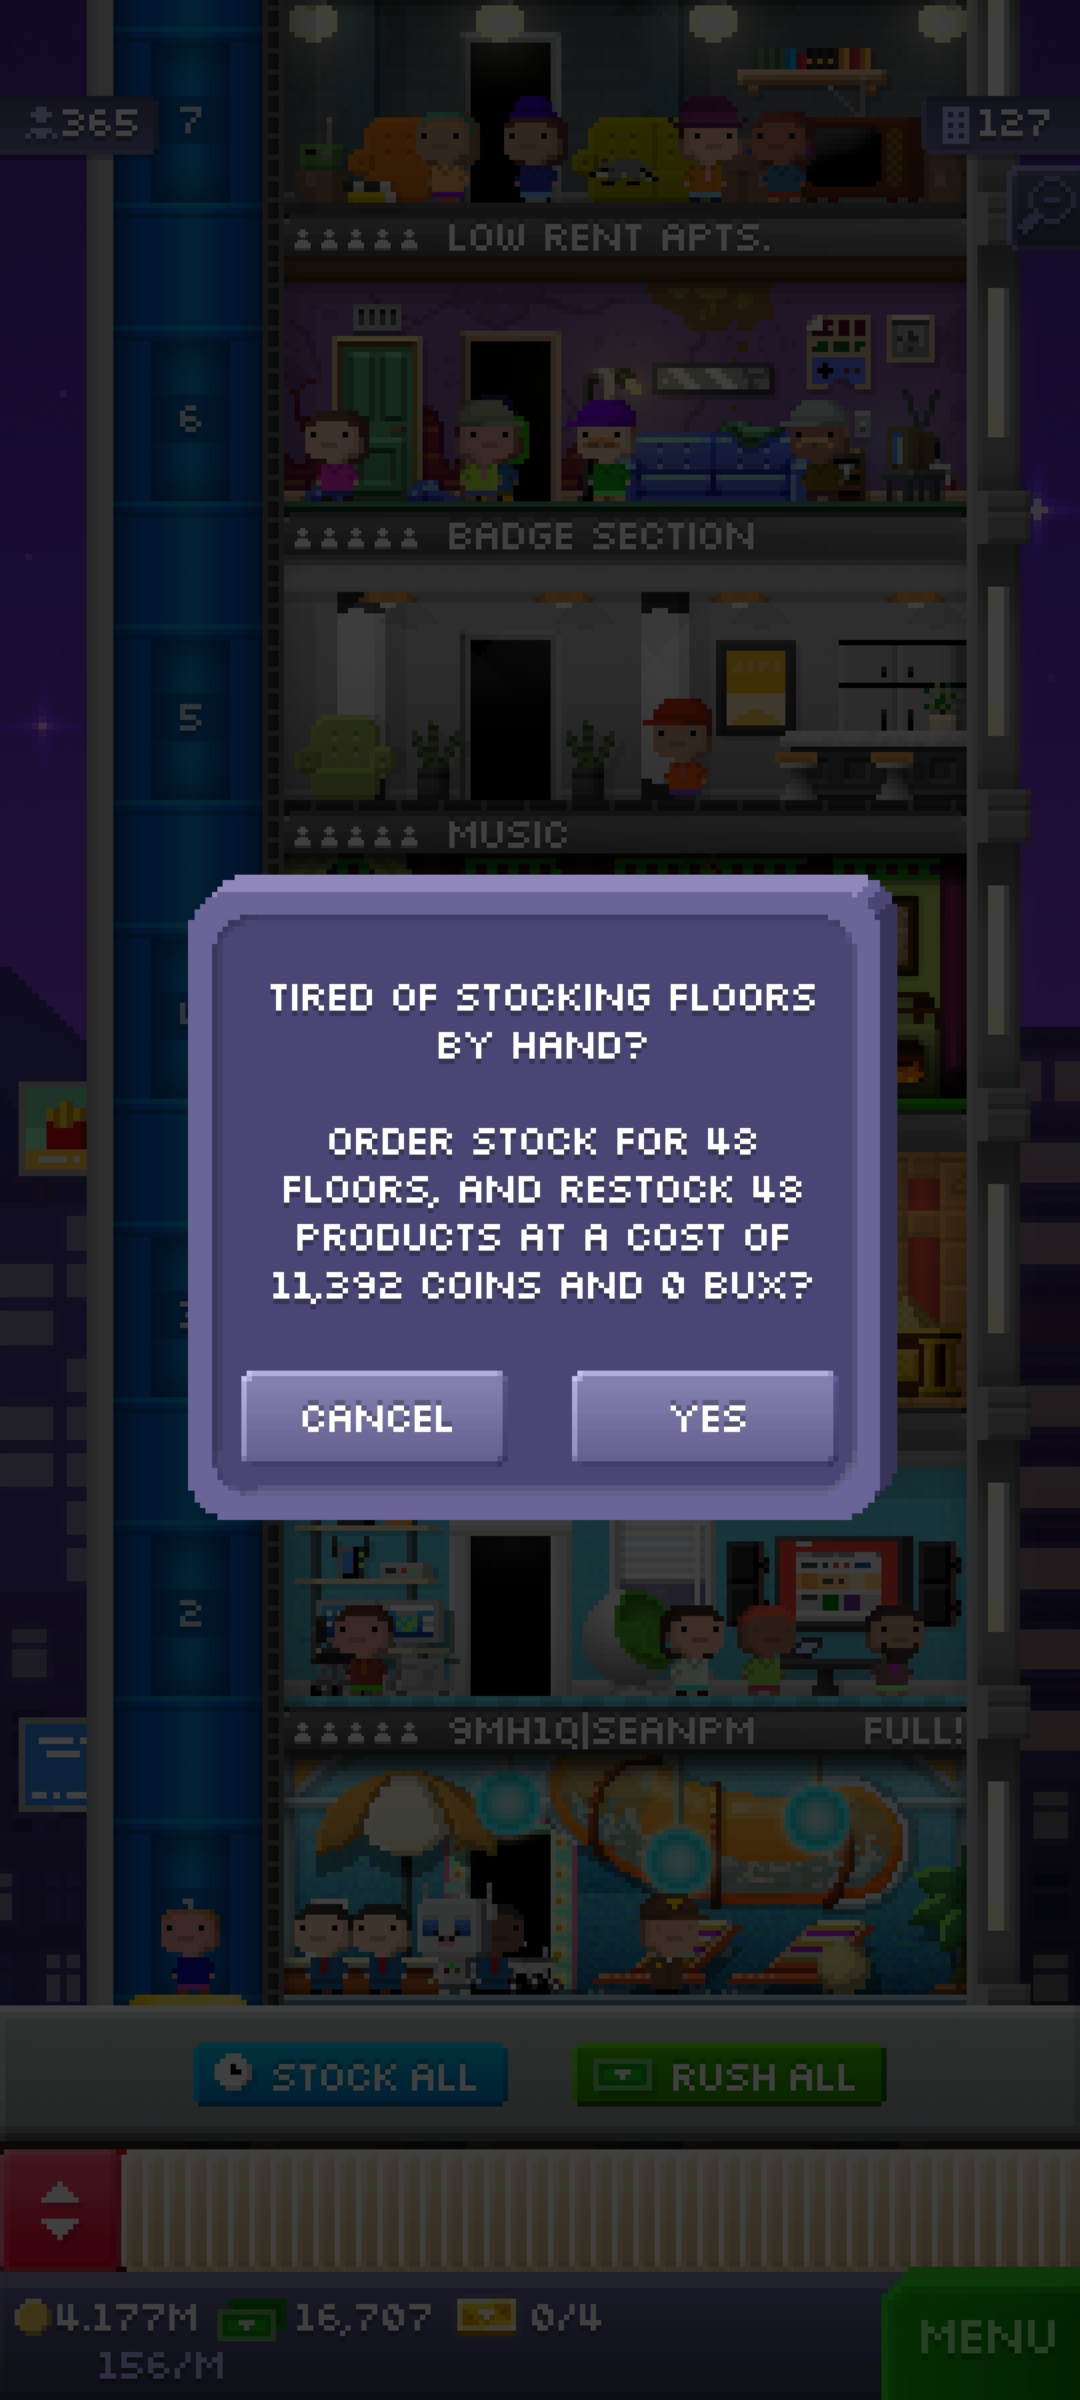 365
7
127
LOW RENT APTS.
6
BADGE SECTION
5
MUSIC
TIRED OF STOCKING FLOORS
BY HAND?
ORDER STOCK FOR 48
FLOORS, AND RESTOCK 48
PRODUCTS AT A COST OF
11,392 COINS AND 0 BUX?
CANCEL
YES
2
9MH1Q|SEANPM
FULL!
STOCK ALL
RUSH ALL
4.177M
16,707
0/4
156/M
MENU